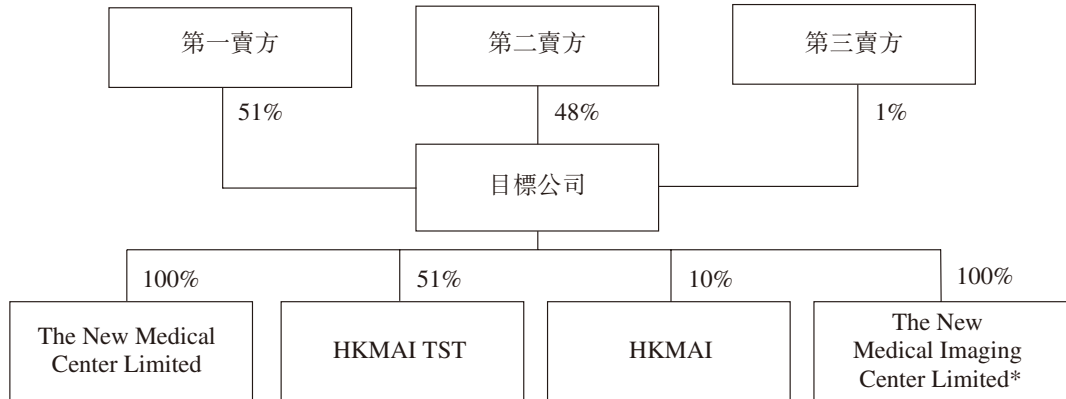 第一賣方
第二賣方
第三賣方
51%
48%
1%
目標公司
100%
51%
10%
100%
The New Medical
Center Limited
HKMAI TST
HKMAI
The New
Medical Imaging
Center Limited*